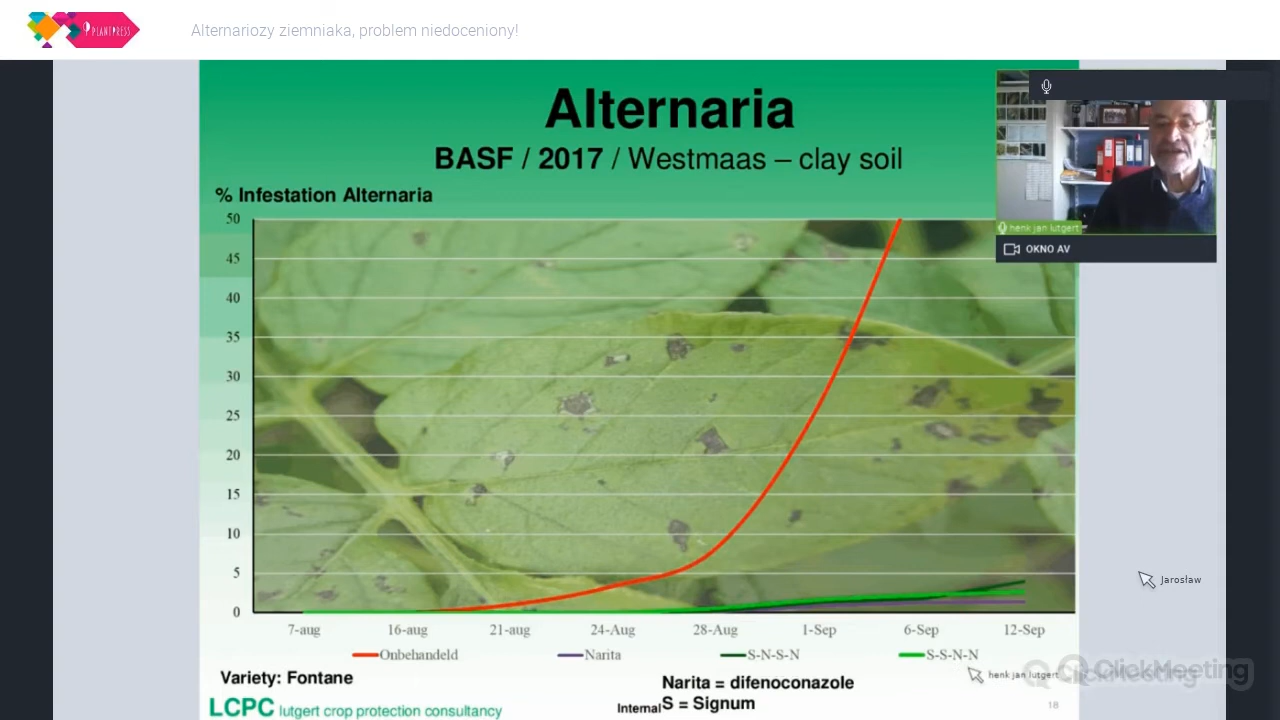 PLANTPRESS
Alternariozy ziemniaka, problem niedoceniony!
Alternaria
BASF / 2017 / Westmaas – clay soil
% Infestation Alternaria
henk jan lutgert
OKNO AV
50
45
40
35
30
25
20
15
10
5
0
7-aug 16-aug 21-aug 24-Aug 28-Aug 1-Sep 6-Sep 12-Sep
Onbehandeld Narita S-N-S-N S-S-N-N
Jarosław
Variety: Fontane
Narita = difenoconazole
henk jan lutgert
ClickMeeting
LCPC lutgert crop protection consultancy
Internal S = Signum
18